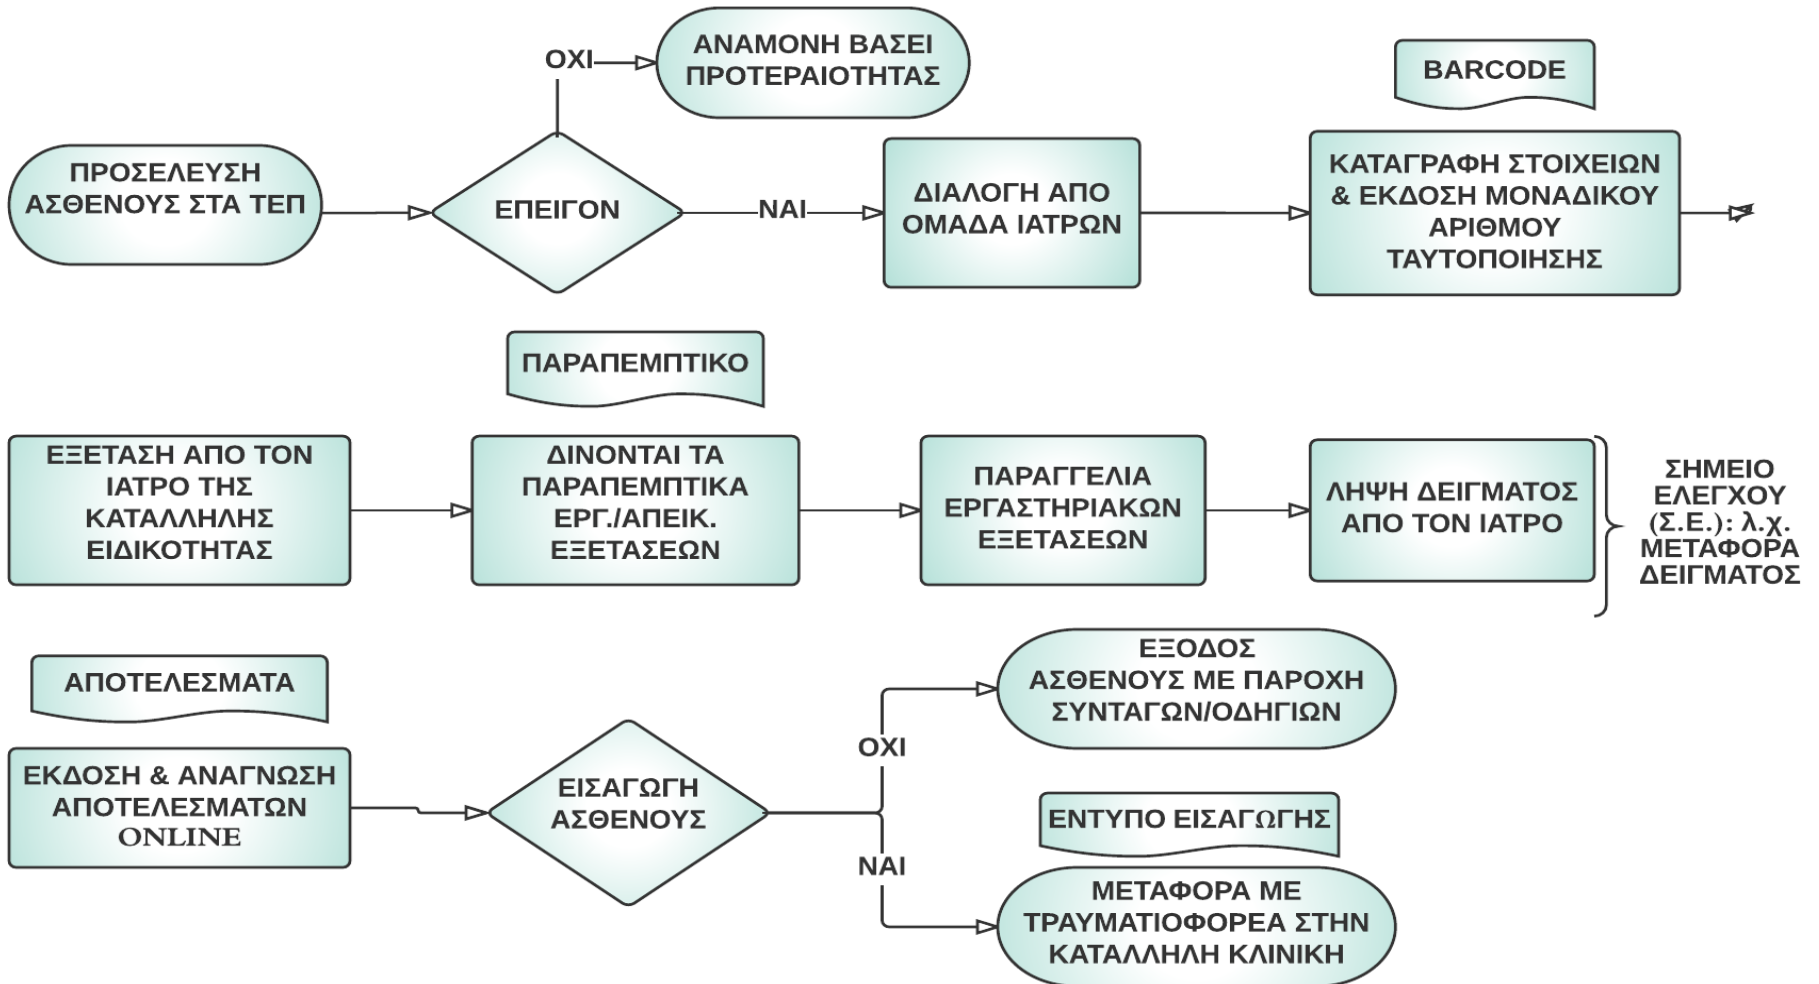 ΟΧΙ
ΑΝΑΜΟΝΗ ΒΑΣΕΙ
ΠΡΟΤΕΡΑΙΟΤΗΤΑΣ
BARCODE
ΠΡΟΣΕΛΕΥΣΗ
ΑΣΘΕΝΟΥΣ ΣΤΑ ΤΕΠ
ΕΠΕΙΓΟΝ
ΝΑΙ
ΔΙΑΛΟΓΗ ΑΠΟ
ΟΜΑΔΑ ΙΑΤΡΩΝ
ΚΑΤΑΓΡΑΦΗ ΣΤΟΙΧΕΙΩΝ
& ΕΚΔΟΣΗ ΜΟΝΑΔΙΚΟΥ
ΑΡΙΘΜΟΥ
ΤΑΥΤΟΠΟΙΗΣΗΣ
ΠΑΡΑΠΕΜΠΤΙΚΟ
ΕΞΕΤΑΣΗ ΑΠΟ ΤΟΝ
ΙΑΤΡΟ ΤΗΣ
ΚΑΤΑΛΛΗΛΗΣ
ΕΙΔΙΚΟΤΗΤΑΣ
ΔΙΝΟΝΤΑΙ ΤΑ
ΠΑΡΑΠΕΜΠΤΙΚΑ
ΕΡΓ./ΑΠΕΙΚ.
ΕΞΕΤΑΣΕΩΝ
ΠΑΡΑΓΓΕΛΙΑ
ΕΡΓΑΣΤΗΡΙΑΚΩΝ
ΕΞΕΤΑΣΕΩΝ
ΛΗΨΗ ΔΕΙΓΜΑΤΟΣ
ΑΠΟ ΤΟΝ ΙΑΤΡΟ
ΣΗΜΕΙΟ
ΕΛΕΓΧΟΥ
(Σ.Ε.): λ.χ.
ΜΕΤΑΦΟΡΑ
ΔΕΙΓΜΑΤΟΣ
ΑΠΟΤΕΛΕΣΜΑΤΑ
ΕΚΔΟΣΗ & ΑΝΑΓΝΩΣΗ
ΑΠΟΤΕΛΕΣΜΑΤΩΝ
ONLINE
ΕΙΣΑΓΩΓΗ
ΑΣΘΕΝΟΥΣ
ΟΧΙ
ΕΞΟΔΟΣ
ΑΣΘΕΝΟΥΣ ΜΕ ΠΑΡΟΧΗ
ΣΥΝΤΑΓΩΝ/ΟΔΗΓΙΩΝ
ΝΑΙ
ΕΝΤΥΠΟ ΕΙΣΑΓΩΓΗΣ
ΜΕΤΑΦΟΡΑ ΜΕ
ΤΡΑΥΜΑΤΙΟΦΟΡΕΑ ΣΤΗΝ
ΚΑΤΑΛΛΗΛΗ ΚΛΙΝΙΚΗ